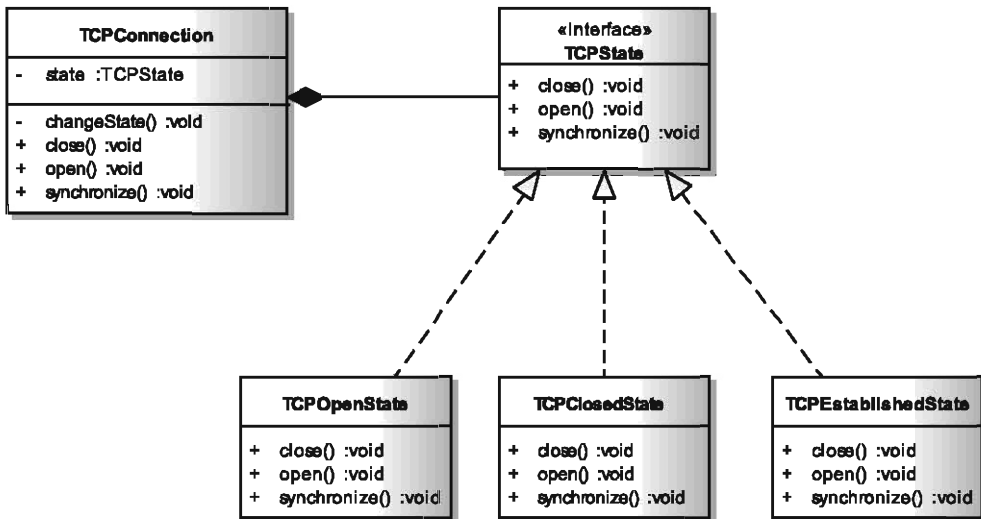 TCPConnection
- state :TCPState
- changeState() :void
+ close() :void
+ open() :void
+ synchronize() :void
«interface»
TCPState
+ close() :void
+ open() :void
+ synchronize() :void
TCPOpenState
+ close() :void
+ open() :void
+ synchronize() :void
TCPClosedState
+ close() :void
+ open() :void
+ synchronize() :void
TCPEstablishedState
+ close() :void
+ open() :void
+ synchronize() :void